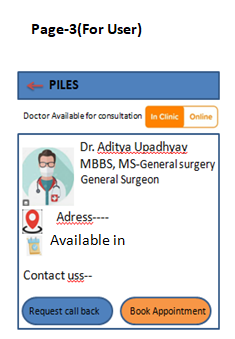 Page-3(For User)
PILES
Doctor Available for consultation In Clinic Online
Dr. Aditya Upadhyav
MBBS, MS-General surgery
General Surgeon
Adress----
Available in
Contact uss--
Request call back Book Appointment